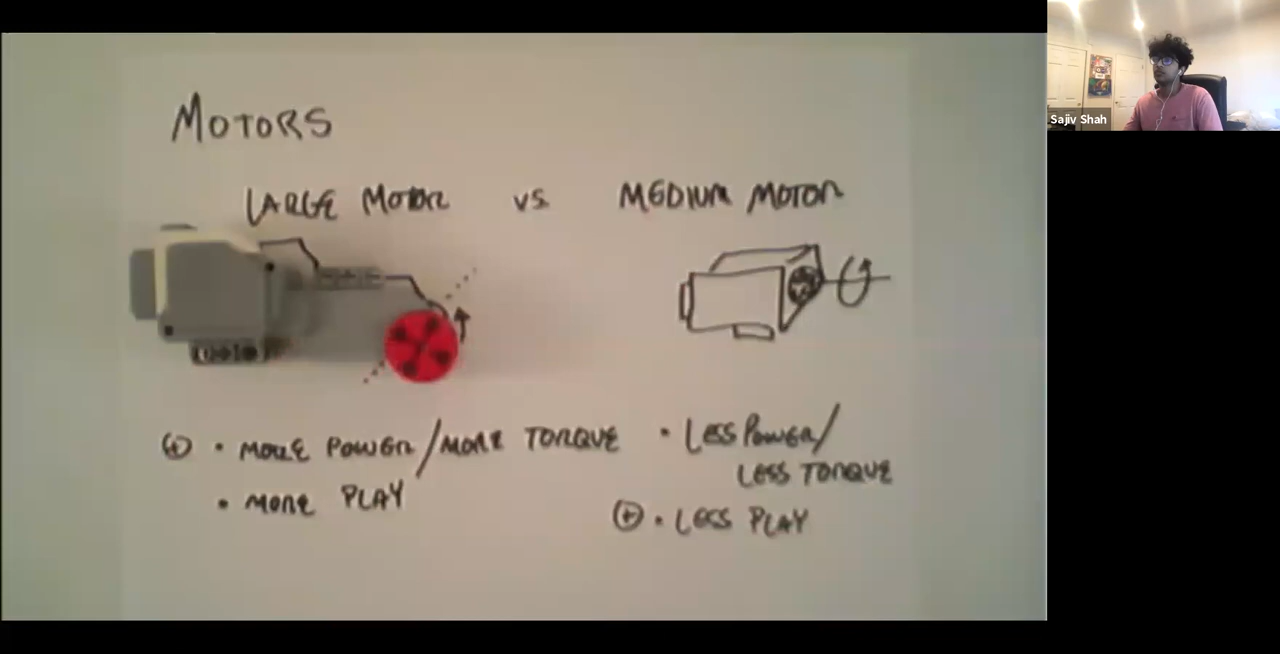 MOTORS
LARGE MOTOR vs. MEDIUM MOTOR
⊕ • MORE POWER/MORE TORQUE
• MORE PLAY
• LESS POWER/
LESS TORQUE
⊕ • LESS PLAY
Sajiv Shah